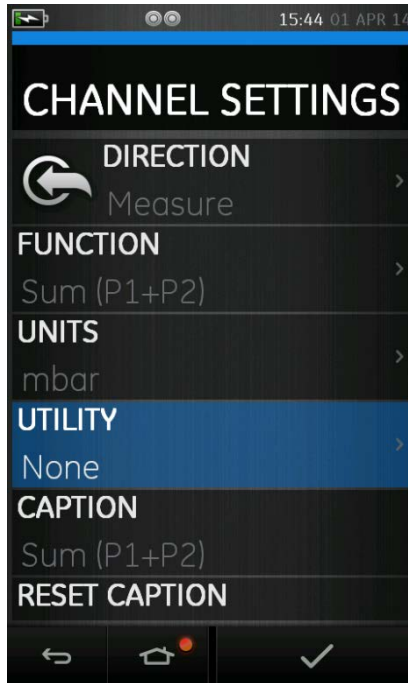 15:44 01 APR 14
CHANNEL SETTINGS
DIRECTION
Measure
FUNCTION
Sum (P1+P2)
UNITS
mbar
UTILITY
None
CAPTION
Sum (P1+P2)
RESET CAPTION